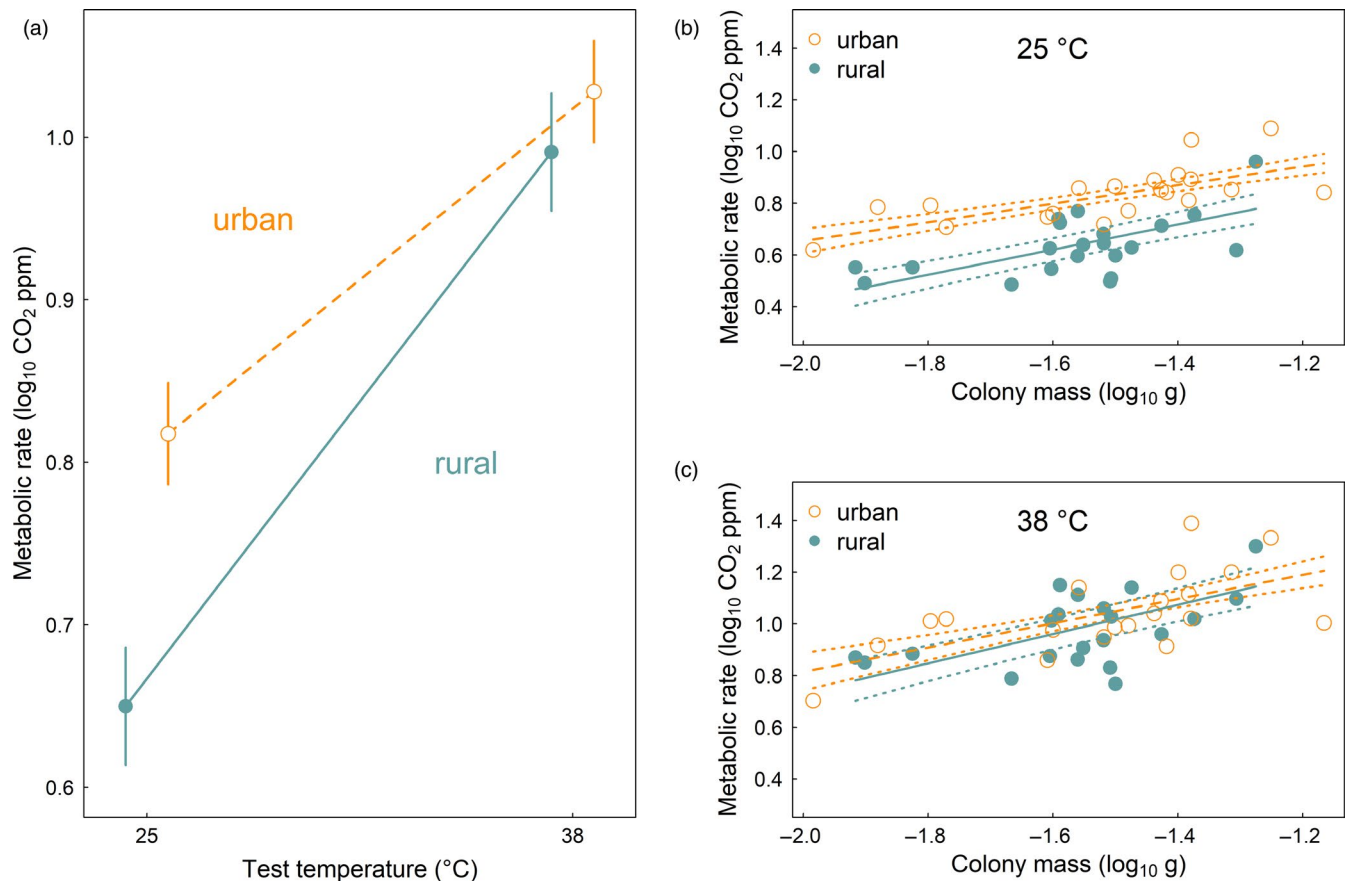 (a)
Metabolic rate (log₁₀ CO₂ ppm)
1.0
0.9
0.8
0.7
0.6
urban
rural
25
38
Test temperature (°C)
(b)
Metabolic rate (log₁₀ CO₂ ppm)
1.4
1.2
1.0
0.8
0.6
0.4
urban
rural
25 °C
–2.0 –1.8 –1.6 –1.4 –1.2
Colony mass (log₁₀ g)
(c)
Metabolic rate (log₁₀ CO₂ ppm)
1.4
1.2
1.0
0.8
0.6
0.4
urban
rural
38 °C
–2.0 –1.8 –1.6 –1.4 –1.2
Colony mass (log₁₀ g)